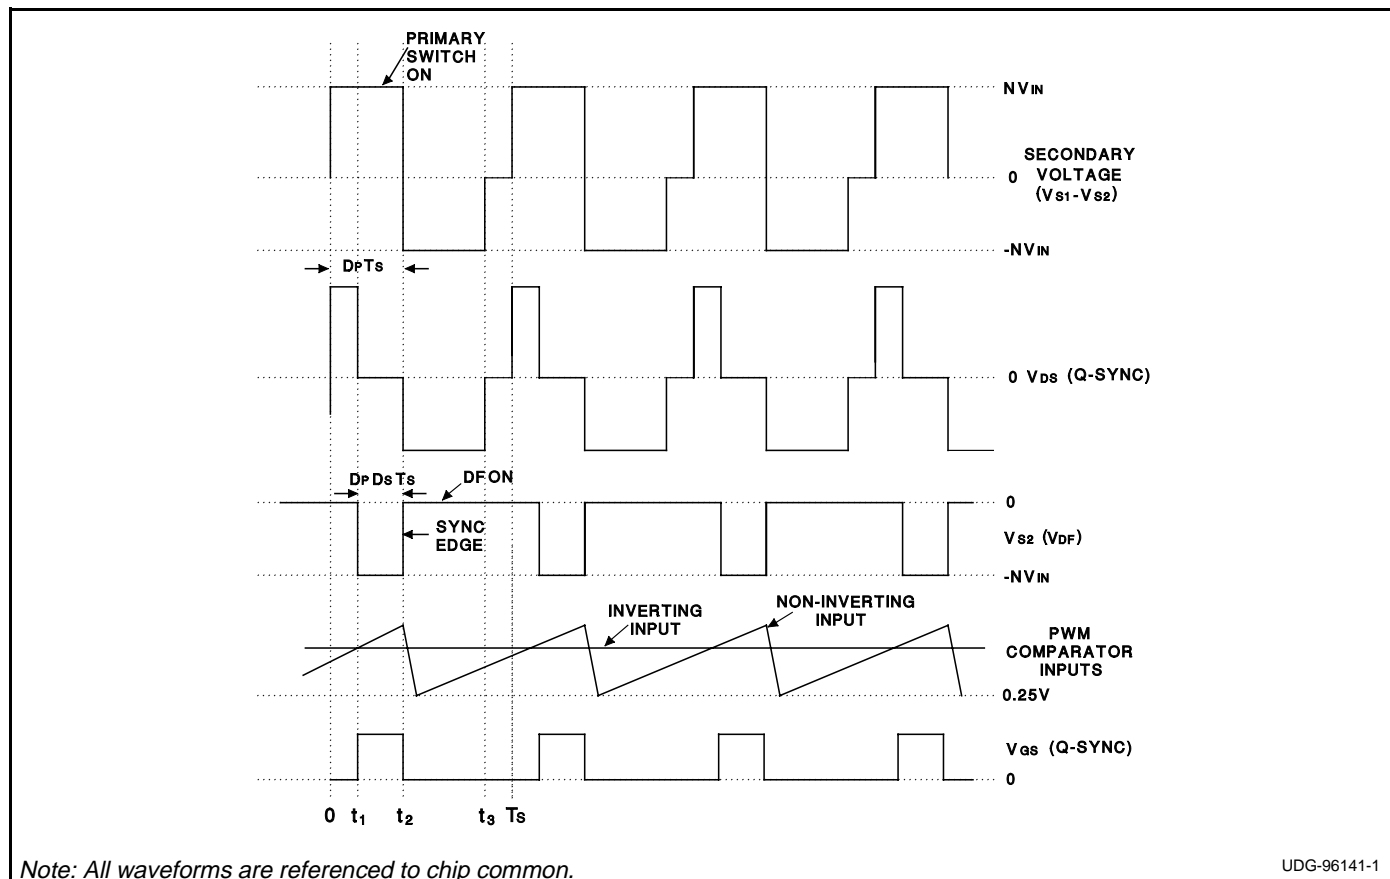 PRIMARY
SWITCH
ON
NVIN
SECONDARY
VOLTAGE
(VS1-VS2)
0
-NVIN
DPTS
0 VDS (Q-SYNC)
DPDSTS
DF ON
0
SYNC
EDGE
VS2 (VDF)
-NVIN
INVERTING
INPUT
NON-INVERTING
INPUT
PWM
COMPARATOR
INPUTS
0.25V
VGS (Q-SYNC)
0
0 t1 t2 t3 TS
Note: All waveforms are referenced to chip common.
UDG-96141-1